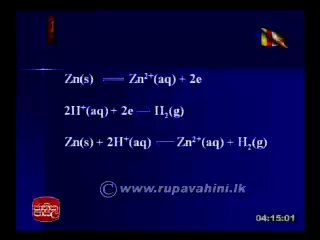 Zn(s) ⟶ Zn²⁺(aq) + 2e
2H⁺(aq) + 2e — H₂(g)
Zn(s) + 2H⁺(aq) — Zn²⁺(aq) + H₂(g)
© www.rupavahini.lk
04:15:01